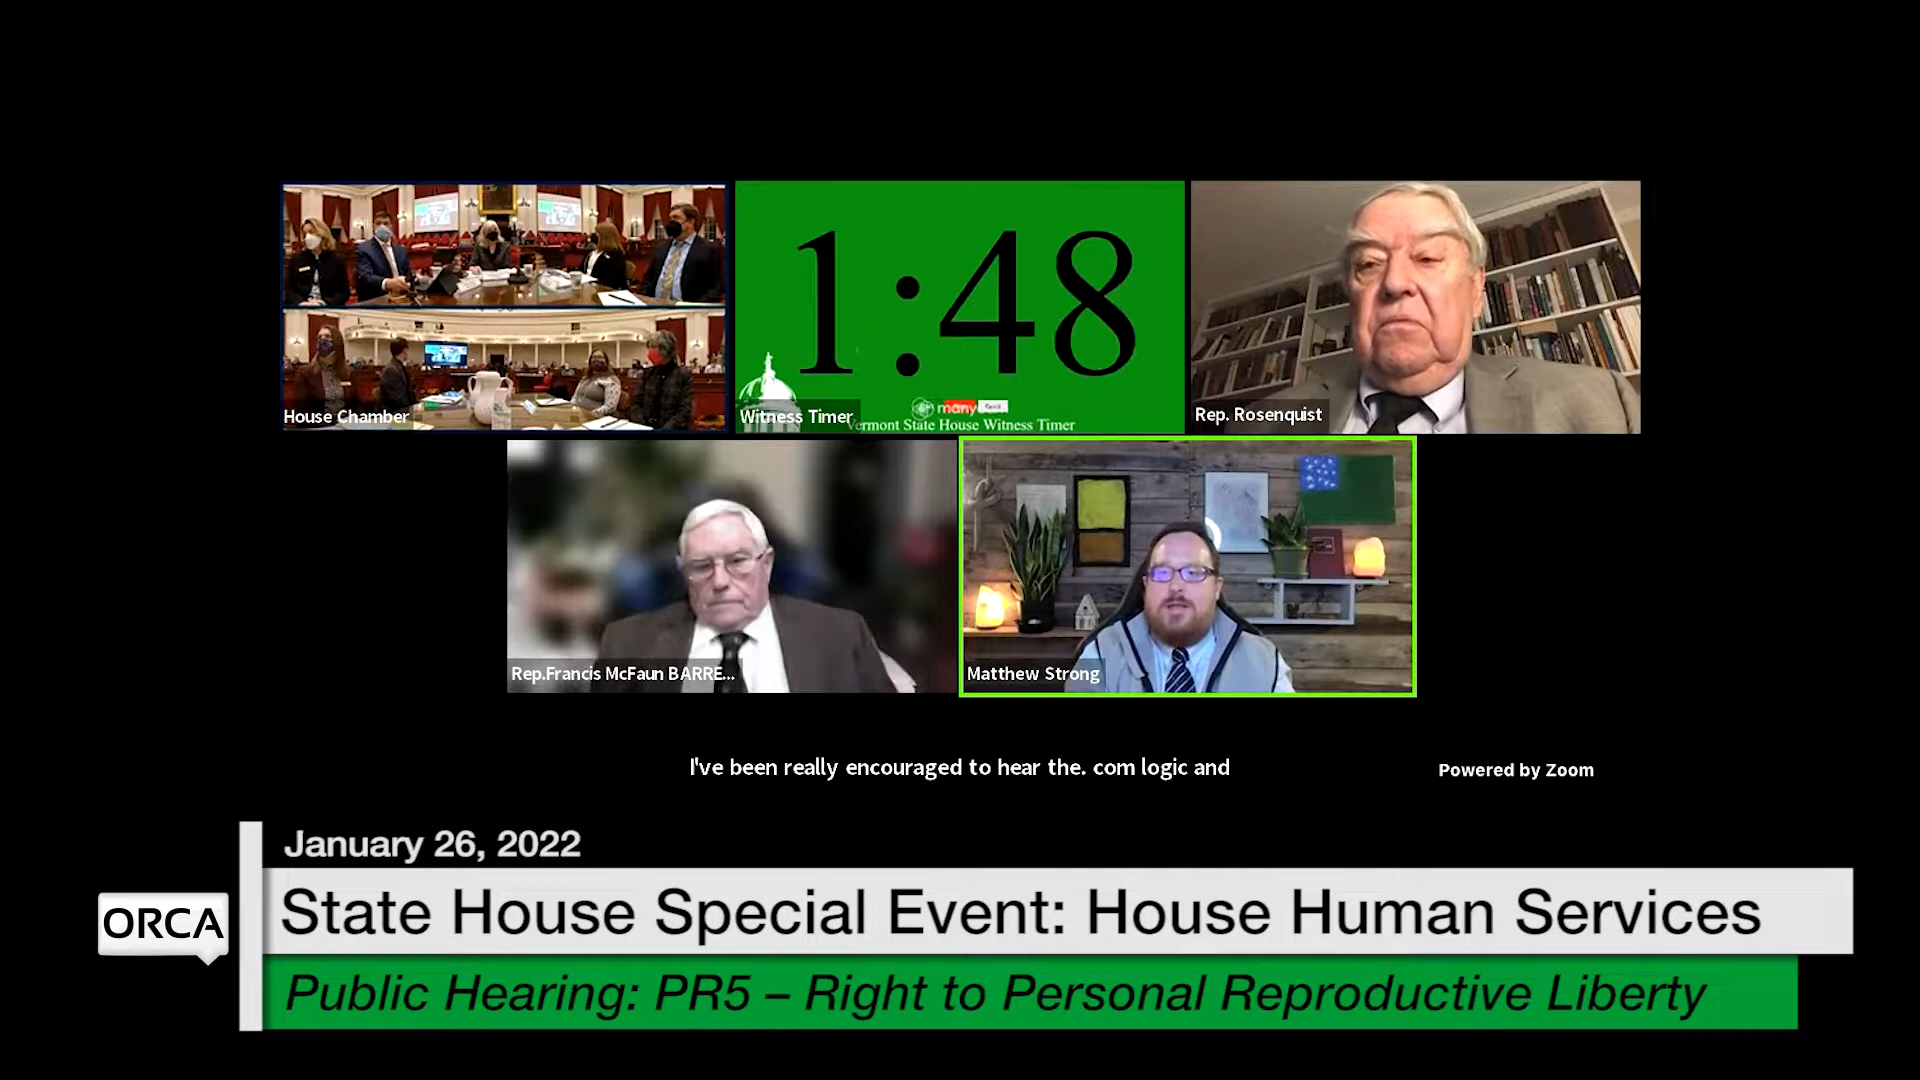 1:48
House Chamber
Witness Timer
many
Vermont State House Witness Timer
Rep. Rosenquist
Rep.Francis McFaun BARRE...
Matthew Strong
I've been really encouraged to hear the. com logic and
Powered by Zoom
January 26, 2022
ORCA
State House Special Event: House Human Services
Public Hearing: PR5 – Right to Personal Reproductive Liberty